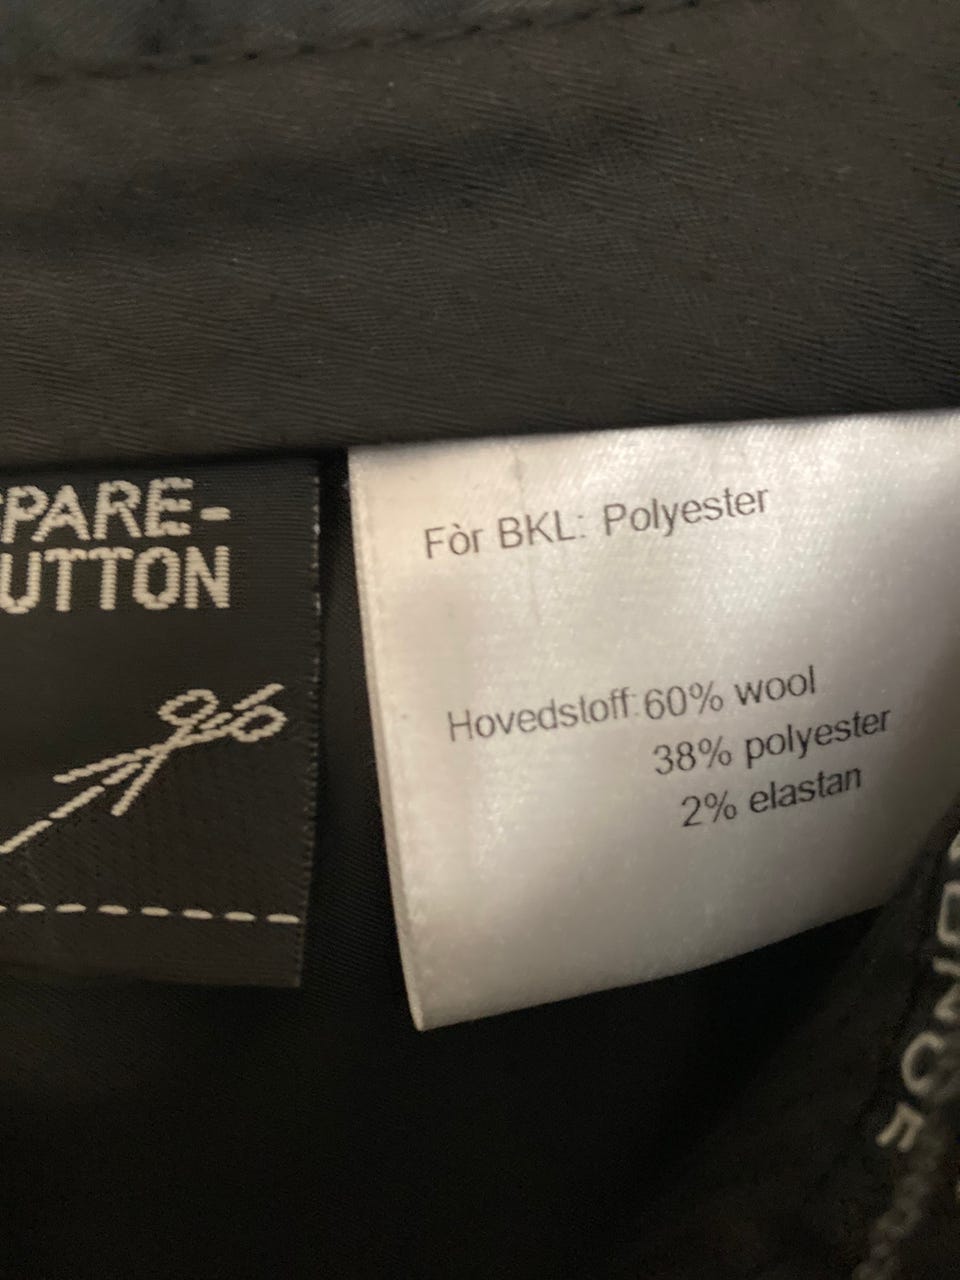 PARE-
UTTON
Fòr BKL: Polyester
Hovedstoff: 60% wool
38% polyester
2% elastan